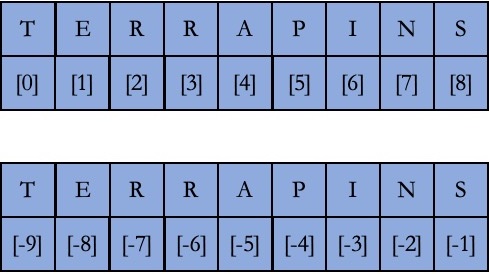 T E R R A P I N S
[0] [1] [2] [3] [4] [5] [6] [7] [8]
T E R R A P I N S
[-9] [-8] [-7] [-6] [-5] [-4] [-3] [-2] [-1]